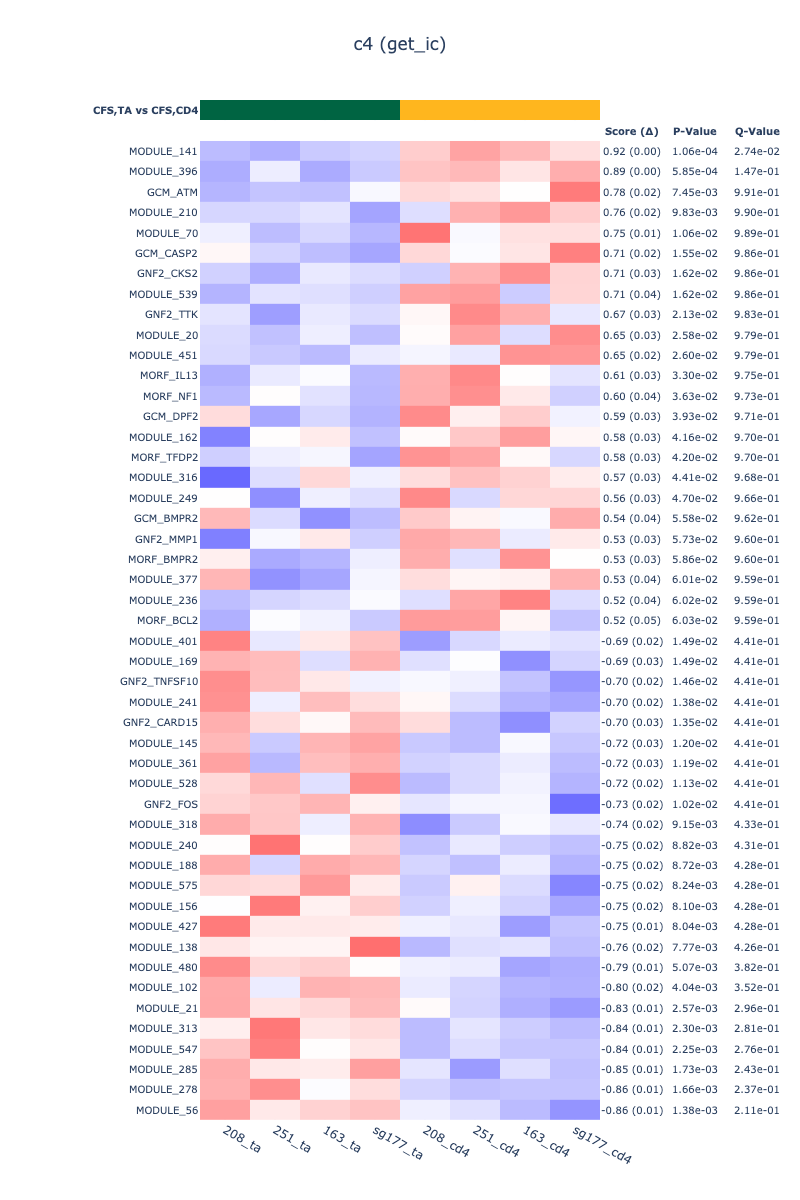 c4 (get_ic)
CFS,TA vs CFS,CD4
Score (Δ) P-Value Q-Value
MODULE_141 0.92 (0.00) 1.06e-04 2.74e-02
MODULE_396 0.89 (0.00) 5.85e-04 1.47e-01
GCM_ATM 0.78 (0.02) 7.45e-03 9.91e-01
MODULE_210 0.76 (0.02) 9.83e-03 9.90e-01
MODULE_70 0.75 (0.01) 1.06e-02 9.89e-01
GCM_CASP2 0.71 (0.02) 1.55e-02 9.86e-01
GNF2_CKS2 0.71 (0.03) 1.62e-02 9.86e-01
MODULE_539 0.71 (0.04) 1.62e-02 9.86e-01
GNF2_TTK 0.67 (0.03) 2.13e-02 9.83e-01
MODULE_20 0.65 (0.03) 2.58e-02 9.79e-01
MODULE_451 0.65 (0.02) 2.60e-02 9.79e-01
MORF_IL13 0.61 (0.03) 3.30e-02 9.75e-01
MORF_NF1 0.60 (0.04) 3.63e-02 9.73e-01
GCM_DPF2 0.59 (0.03) 3.93e-02 9.71e-01
MODULE_162 0.58 (0.03) 4.16e-02 9.70e-01
MORF_TFDP2 0.58 (0.03) 4.20e-02 9.70e-01
MODULE_316 0.57 (0.03) 4.41e-02 9.68e-01
MODULE_249 0.56 (0.03) 4.70e-02 9.66e-01
GCM_BMPR2 0.54 (0.04) 5.58e-02 9.62e-01
GNF2_MMP1 0.53 (0.03) 5.73e-02 9.60e-01
MORF_BMPR2 0.53 (0.03) 5.86e-02 9.60e-01
MODULE_377 0.53 (0.04) 6.01e-02 9.59e-01
MODULE_236 0.52 (0.04) 6.02e-02 9.59e-01
MORF_BCL2 0.52 (0.05) 6.03e-02 9.59e-01
MODULE_401 -0.69 (0.02) 1.49e-02 4.41e-01
MODULE_169 -0.69 (0.03) 1.49e-02 4.41e-01
GNF2_TNFSF10 -0.70 (0.02) 1.46e-02 4.41e-01
MODULE_241 -0.70 (0.02) 1.38e-02 4.41e-01
GNF2_CARD15 -0.70 (0.03) 1.35e-02 4.41e-01
MODULE_145 -0.72 (0.03) 1.20e-02 4.41e-01
MODULE_361 -0.72 (0.03) 1.19e-02 4.41e-01
MODULE_528 -0.72 (0.02) 1.13e-02 4.41e-01
GNF2_FOS -0.73 (0.02) 1.02e-02 4.41e-01
MODULE_318 -0.74 (0.02) 9.15e-03 4.33e-01
MODULE_240 -0.75 (0.02) 8.82e-03 4.31e-01
MODULE_188 -0.75 (0.02) 8.72e-03 4.28e-01
MODULE_575 -0.75 (0.02) 8.24e-03 4.28e-01
MODULE_156 -0.75 (0.02) 8.10e-03 4.28e-01
MODULE_427 -0.75 (0.01) 8.04e-03 4.28e-01
MODULE_138 -0.76 (0.02) 7.77e-03 4.26e-01
MODULE_480 -0.79 (0.01) 5.07e-03 3.82e-01
MODULE_102 -0.80 (0.02) 4.04e-03 3.52e-01
MODULE_21 -0.83 (0.01) 2.57e-03 2.96e-01
MODULE_313 -0.84 (0.01) 2.30e-03 2.81e-01
MODULE_547 -0.84 (0.01) 2.25e-03 2.76e-01
MODULE_285 -0.85 (0.01) 1.73e-03 2.43e-01
MODULE_278 -0.86 (0.01) 1.66e-03 2.37e-01
MODULE_56 -0.86 (0.01) 1.38e-03 2.11e-01
208_ta 251_ta 163_ta sg177_ta 208_cd4 251_cd4 163_cd4 sg177_cd4